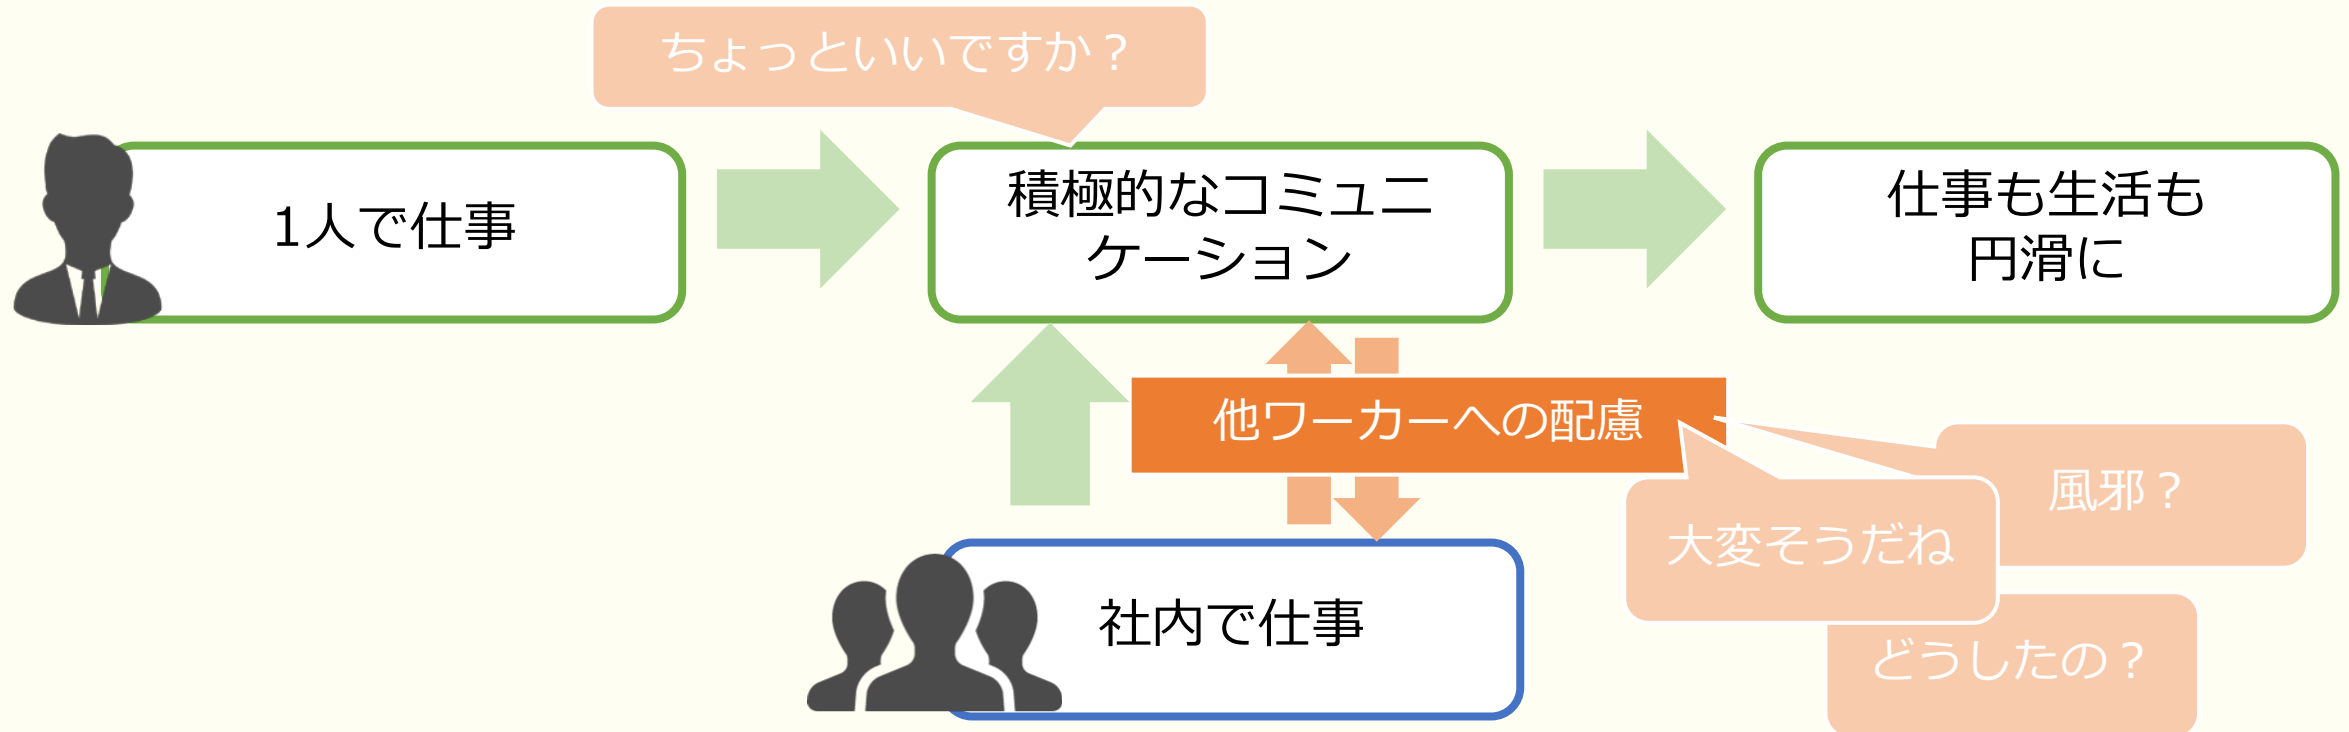 ちょっといいですか？
1人で仕事
積極的なコミュニ
ケーション
仕事も生活も
円滑に
他ワーカーへの配慮
風邪？
大変そうだね
社内で仕事
どうしたの？